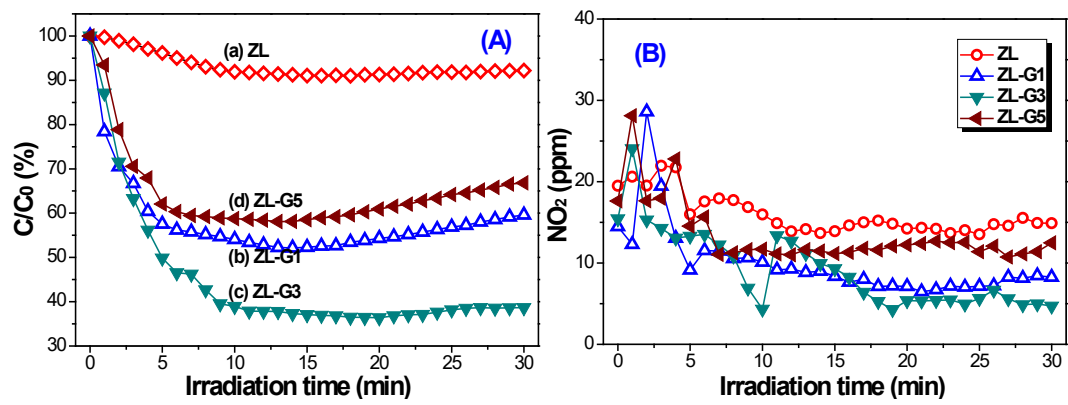 (A)
C/C₀ (%)
100
90
80
70
60
50
40
30
(a) ZL
(d) ZL-G5
(b) ZL-G1
(c) ZL-G3
0 5 10 15 20 25 30
Irradiation time (min)
(B)
NO₂ (ppm)
40
30
20
10
0
ZL
ZL-G1
ZL-G3
ZL-G5
0 5 10 15 20 25 30
Irradiation time (min)